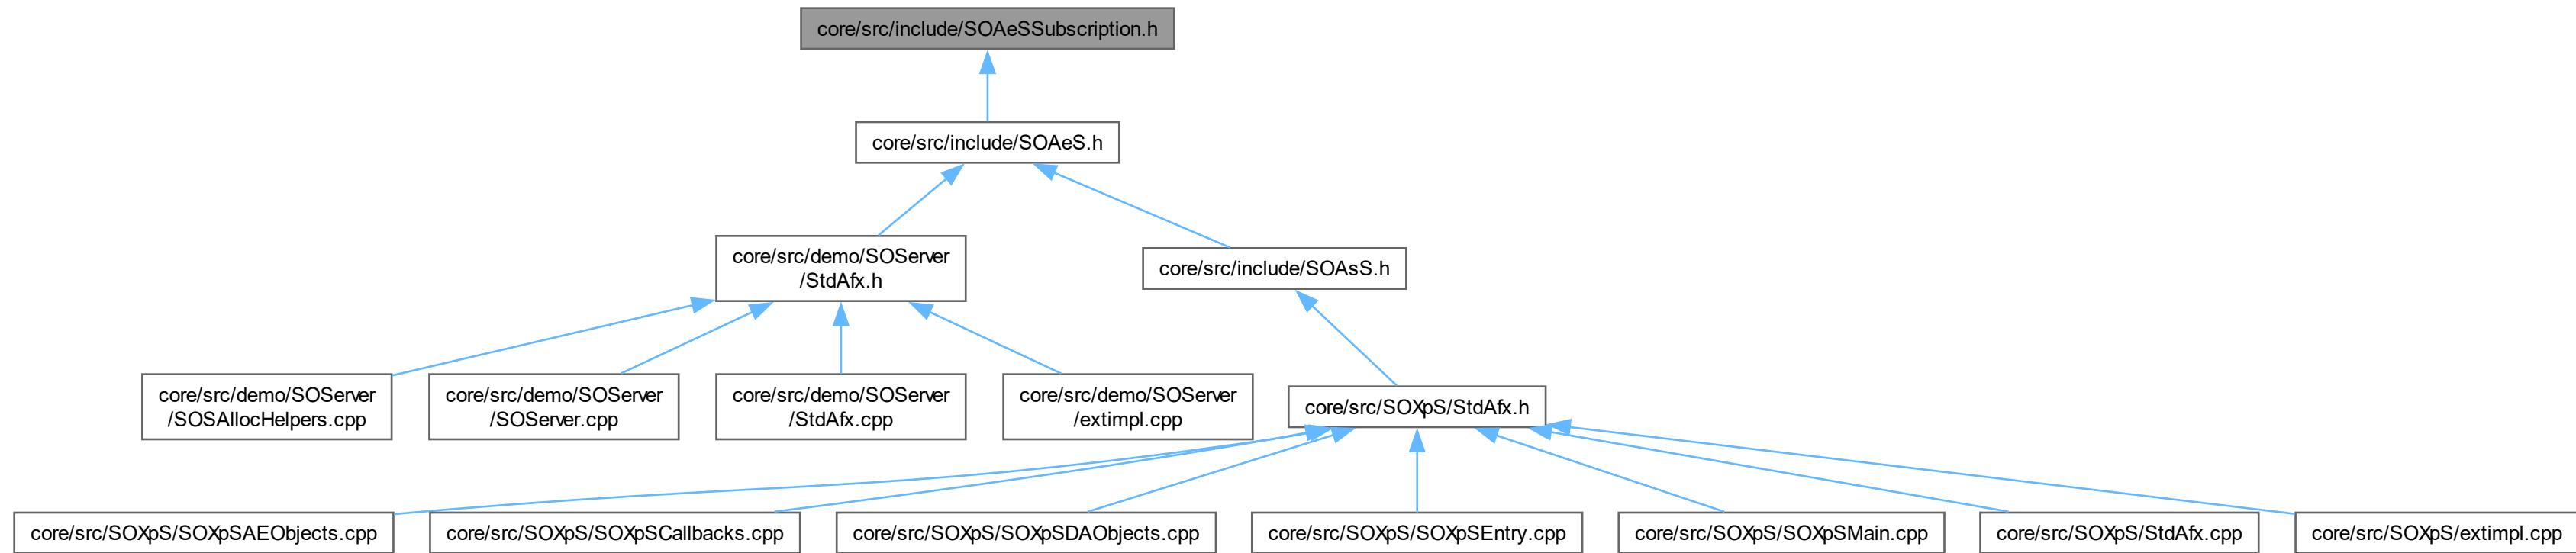 core/src/include/SOAeSSubscription.h
core/src/include/SOAeS.h
core/src/demo/SOServer
/StdAfx.h
core/src/include/SOAsS.h
core/src/demo/SOServer
/SOSAllocHelpers.cpp
core/src/demo/SOServer
/SOServer.cpp
core/src/demo/SOServer
/StdAfx.cpp
core/src/demo/SOServer
/extimpl.cpp
core/src/SOXpS/StdAfx.h
core/src/SOXpS/SOXpSAEObjects.cpp
core/src/SOXpS/SOXpSCallbacks.cpp
core/src/SOXpS/SOXpSDAObjects.cpp
core/src/SOXpS/SOXpSEntry.cpp
core/src/SOXpS/SOXpSMain.cpp
core/src/SOXpS/StdAfx.cpp
core/src/SOXpS/extimpl.cpp